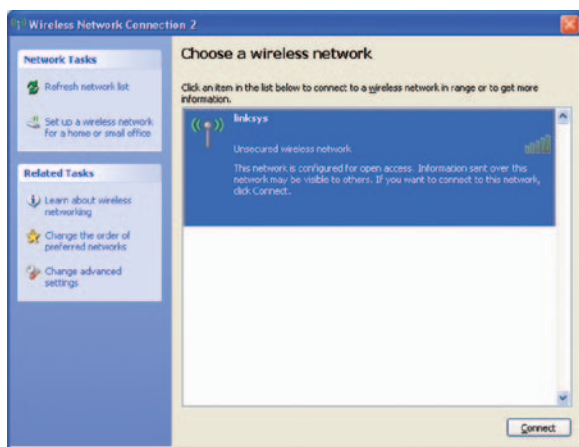 Wireless Network Connection 2
Network Tasks
Refresh network list
Set up a wireless network
for a home or small office
Related Tasks
Learn about wireless
networking
Change the order of
preferred networks
Change advanced
settings
Choose a wireless network
Click an item in the list below to connect to a wireless network in range or to get more
information.
linksys
Unsecured wireless network
This network is configured for open access. Information sent over this
network may be visible to others. If you want to connect to this network,
click Connect.
Connect